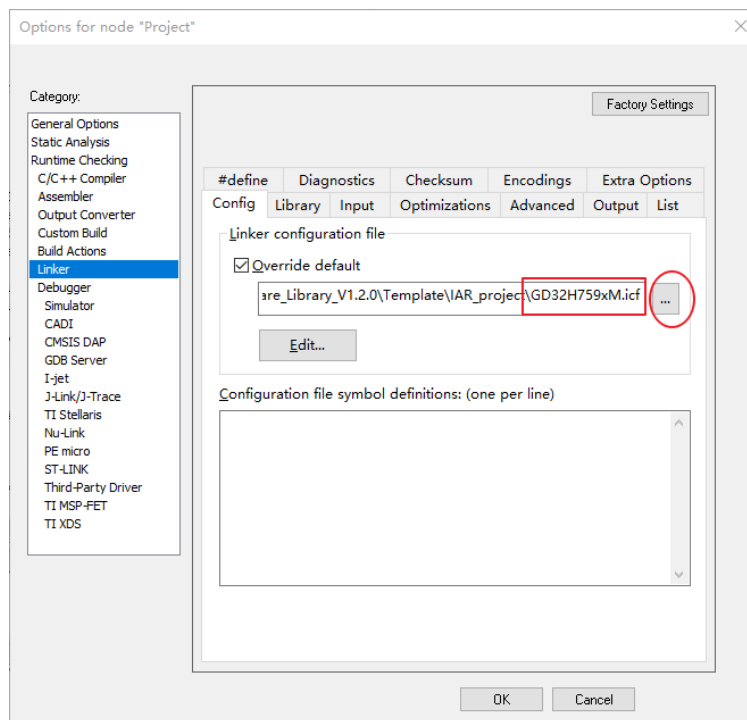 Options for node "Project"
Category:
Factory Settings
General Options
Static Analysis
Runtime Checking
C/C++ Compiler
Assembler
Output Converter
Custom Build
Build Actions
Linker
Debugger
Simulator
CADI
CMSIS DAP
GDB Server
I-jet
J-Link/J-Trace
TI Stellaris
Nu-Link
PE micro
ST-LINK
Third-Party Driver
TI MSP-FET
TI XDS
#define Diagnostics Checksum Encodings Extra Options
Config Library Input Optimizations Advanced Output List
Linker configuration file
Override default
are_Library_V1.2.0\Template\IAR_project\GD32H759xM.icf ...
Edit...
Configuration file symbol definitions: (one per line)
OK Cancel